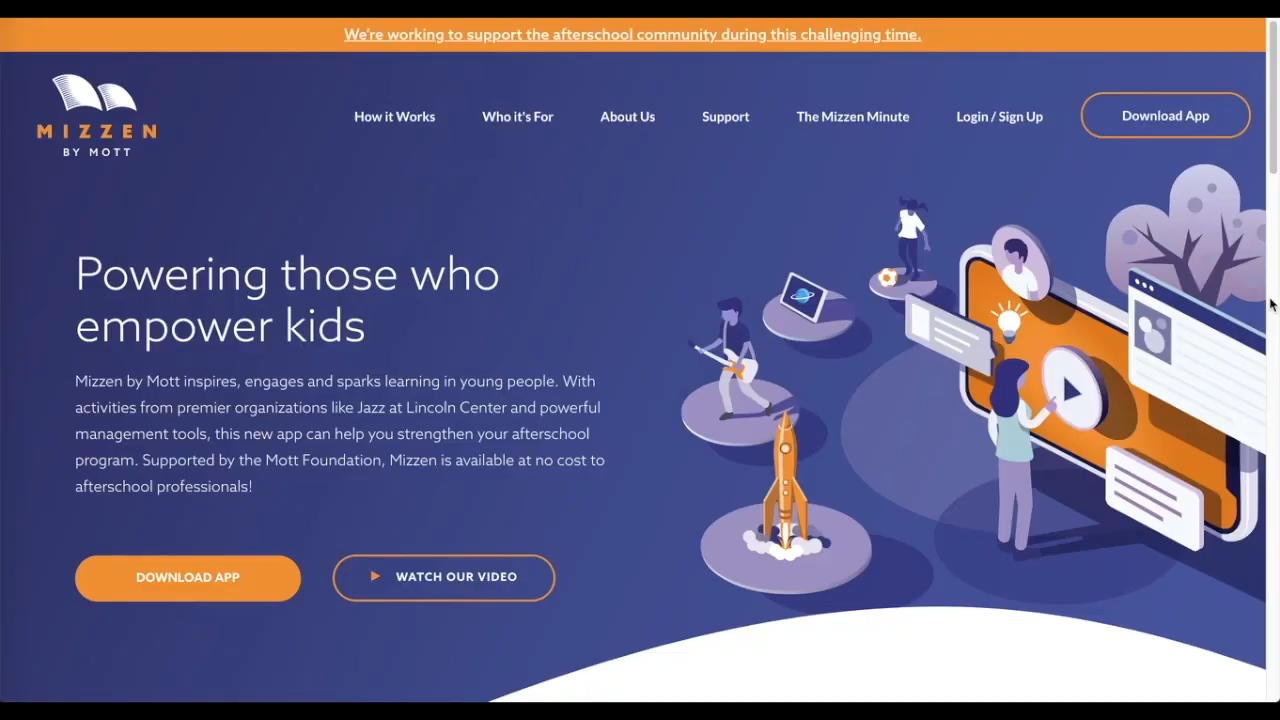 We're working to support the afterschool community during this challenging time.
MIZZEN
BY MOTT
How it Works
Who it's For
About Us
Support
The Mizzen Minute
Login / Sign Up
Download App
Powering those who
empower kids
Mizzen by Mott inspires, engages and sparks learning in young people. With
activities from premier organizations like Jazz at Lincoln Center and powerful
management tools, this new app can help you strengthen your afterschool
program. Supported by the Mott Foundation, Mizzen is available at no cost to
afterschool professionals!
DOWNLOAD APP
WATCH OUR VIDEO